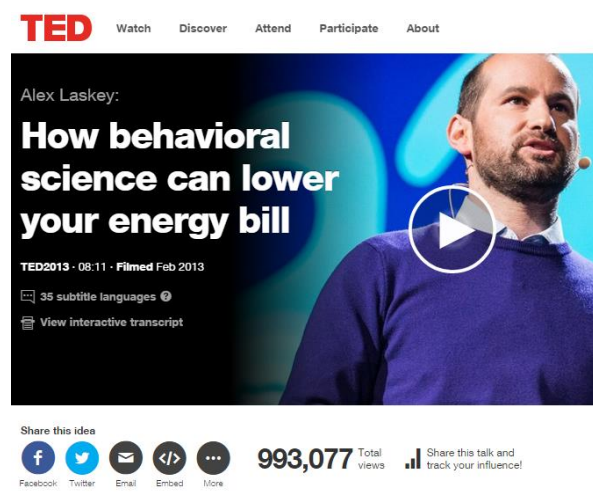 TED
Watch Discover Attend Participate About
Alex Laskey:
How behavioral
science can lower
your energy bill
TED2013 · 08:11 · Filmed Feb 2013
35 subtitle languages ?
View interactive transcript
Share this idea
f </>
Facebook Twitter Email Embed More
993,077 Total views
Share this talk and
track your influence!